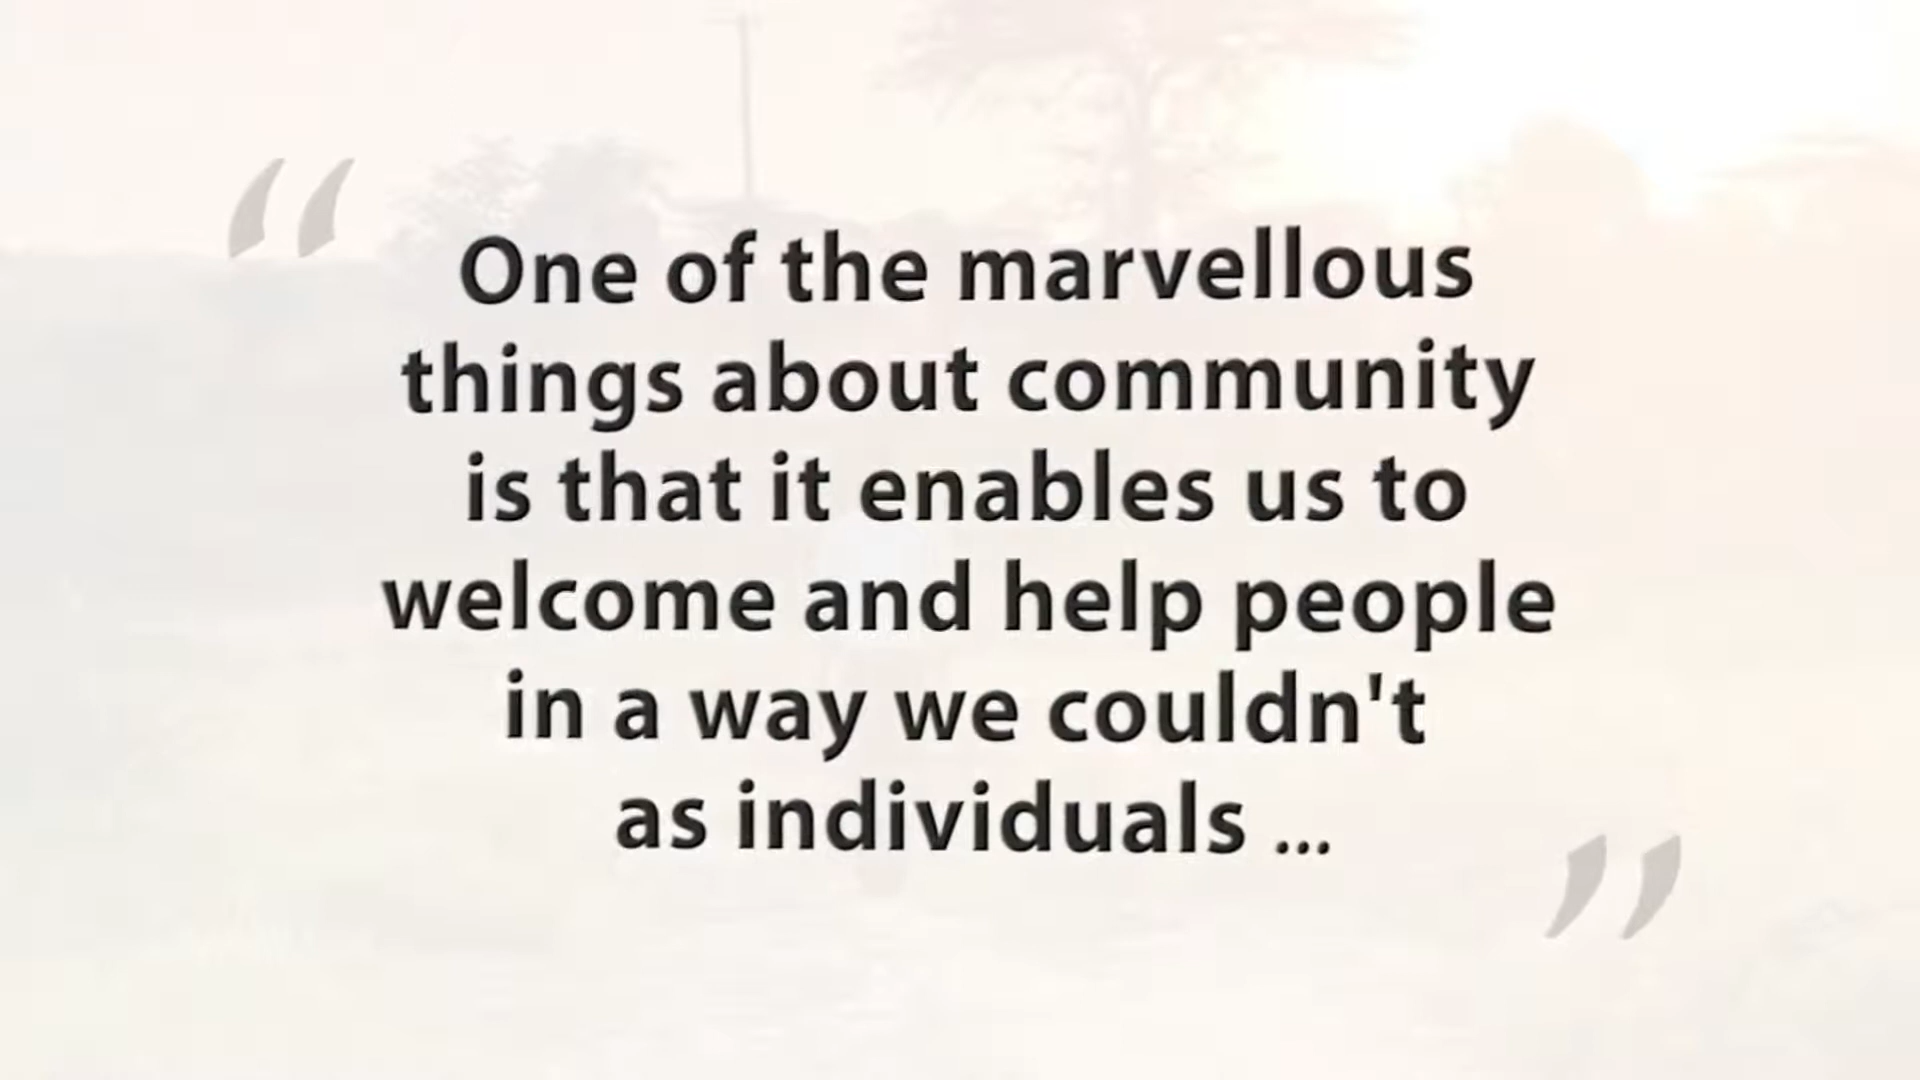 “
One of the marvellous
things about community
is that it enables us to
welcome and help people
in a way we couldn't
as individuals ...
”